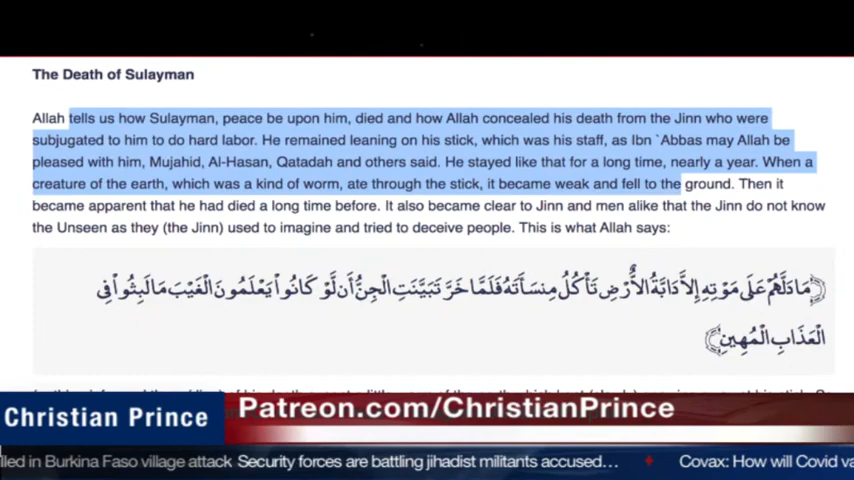 The Death of Sulayman
Allah tells us how Sulayman, peace be upon him, died and how Allah concealed his death from the Jinn who were
subjugated to him to do hard labor. He remained leaning on his stick, which was his staff, as Ibn `Abbas may Allah be
pleased with him, Mujahid, Al-Hasan, Qatadah and others said. He stayed like that for a long time, nearly a year. When a
creature of the earth, which was a kind of worm, ate through the stick, it became weak and fell to the ground. Then it
became apparent that he had died a long time before. It also became clear to Jinn and men alike that the Jinn do not know
the Unseen as they (the Jinn) used to imagine and tried to deceive people. This is what Allah says:
﴿مَا دَلَّهُمْ عَلَى مَوْتِهِ إِلاَّ دَابَّةُ الاٌّرْضِ تَأْكُلُ مِنسَأَتَهُ فَلَمَّا خَرَّ تَبَيَّنَتِ الْجِنُّ أَن لَّوْ كَانُواْ يَعْلَمُونَ الْغَيْبَ مَا لَبِثُواْ فِى
الْعَذَابِ الْمُهِينِ﴾
Christian Prince
Patreon.com/ChristianPrince
in Burkina Faso village attack Security forces are battling jihadist militants accused... Covax: How will Covid